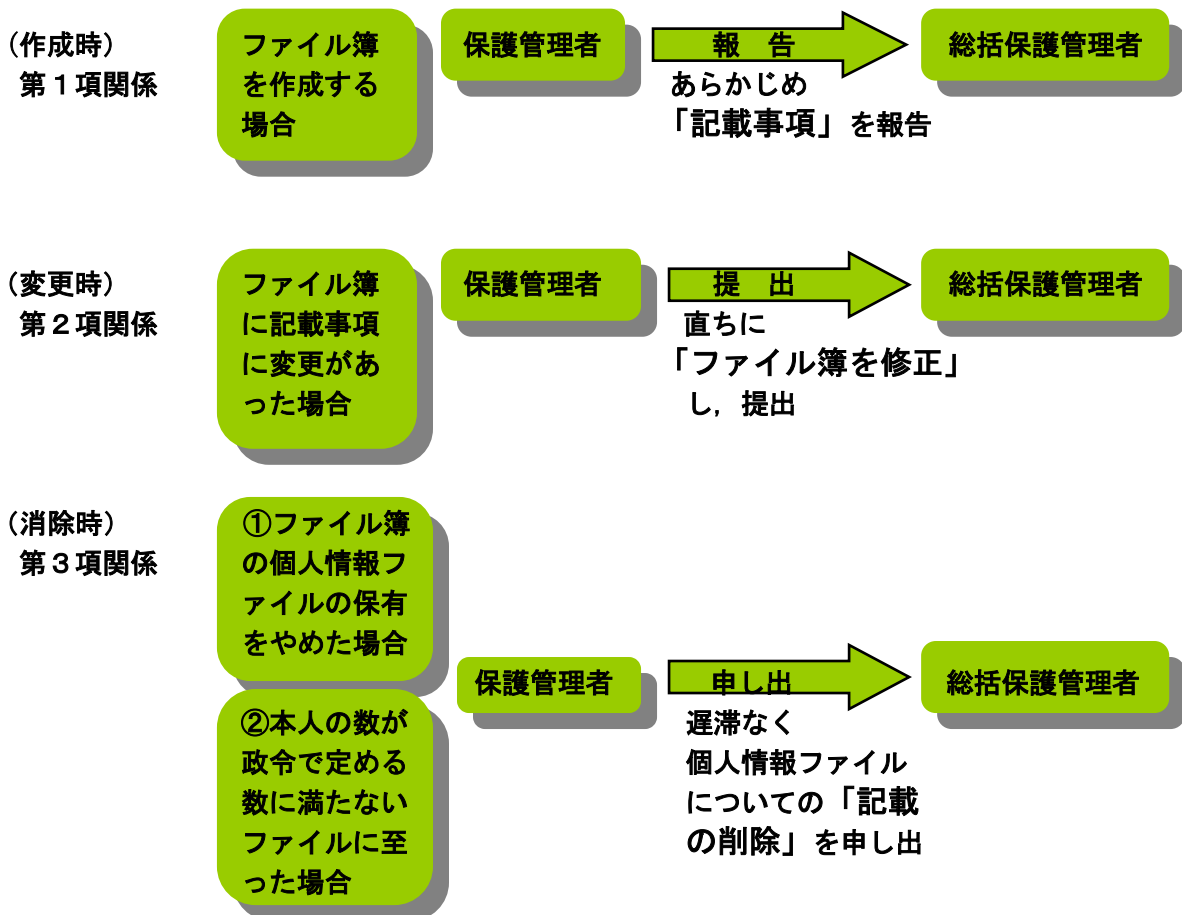 （作成時）
第１項関係
ファイル簿
を作成する
場合
保護管理者
報　告
あらかじめ
「記載事項」を報告
総括保護管理者
（変更時）
第２項関係
ファイル簿
に記載事項
に変更があ
った場合
保護管理者
提　出
直ちに
「ファイル簿を修正」
し，提出
総括保護管理者
（消除時）
第３項関係
①ファイル簿
の個人情報フ
ァイルの保有
をやめた場合
②本人の数が
政令で定める
数に満たない
ファイルに至
った場合
保護管理者
申し出
遅滞なく
個人情報ファイル
についての「記載
の削除」を申し出
総括保護管理者